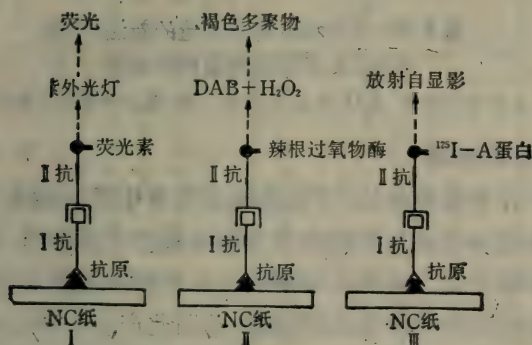 荧光 褐色多聚物
紫外光灯 DAB+H₂O₂ 放射自显影
荧光素 辣根过氧物酶 ¹²⁵I-A蛋白
Ⅱ抗 Ⅱ抗 Ⅱ抗
Ⅰ抗 Ⅰ抗 Ⅰ抗
抗原 抗原 抗原
NC纸 NC纸 NC纸
Ⅰ Ⅱ Ⅲ